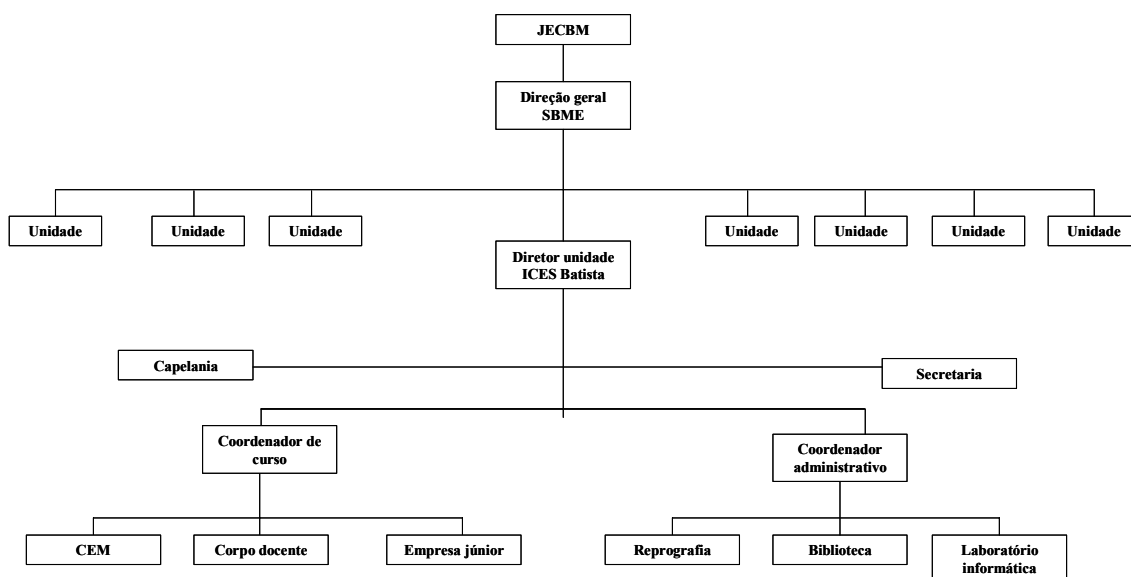 JECBM
Direção geral
SBME
Unidade
Unidade
Unidade
Unidade
Unidade
Unidade
Unidade
Diretor unidade
ICES Batista
Capelania
Secretaria
Coordenador de
curso
Coordenador
administrativo
CEM
Corpo docente
Empresa júnior
Reprografia
Biblioteca
Laboratório
informática